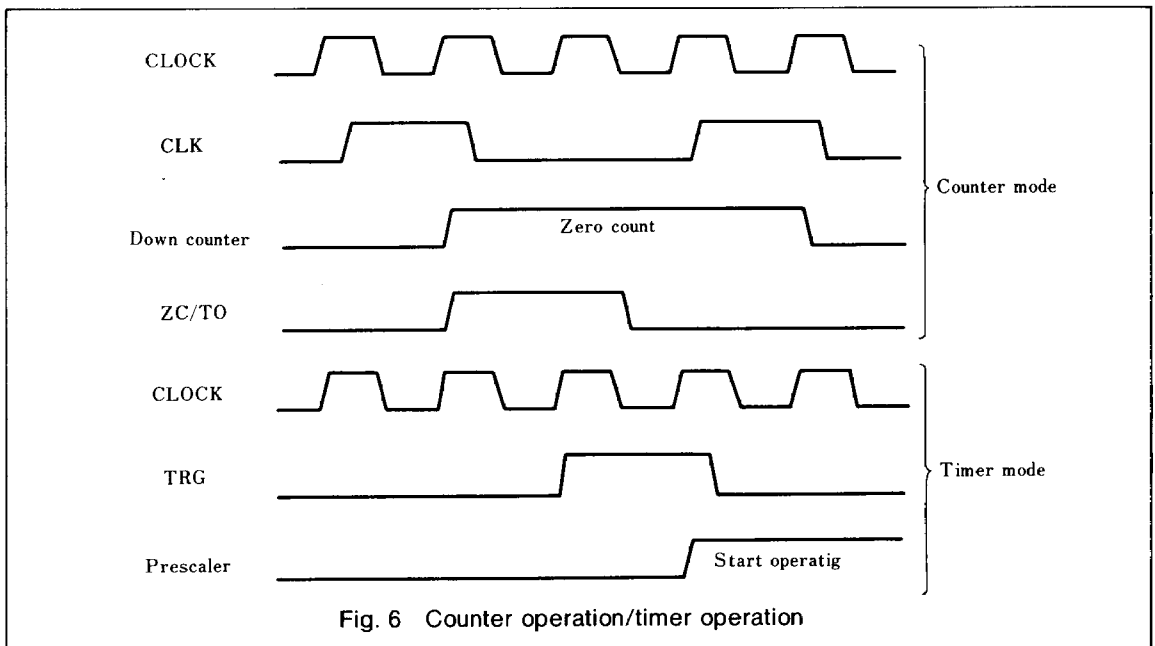 CLOCK
CLK
Down counter
Zero count
Counter mode
ZC/TO
CLOCK
TRG
Timer mode
Prescaler
Start operatig
Fig. 6 Counter operation/timer operation